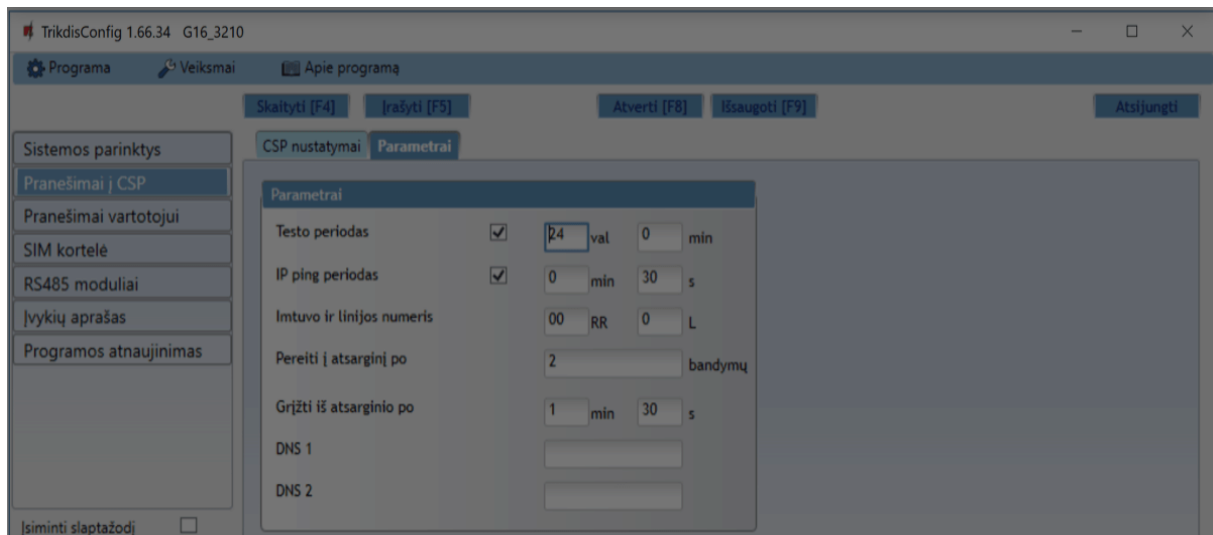 TrikdisConfig 1.66.34 G16_3210
Programa Veiksmai Apie programą
Skaityti [F4] Įrašyti [F5] Atverti [F8] Išsaugoti [F9] Atsijungti
Sistemos parinktys
Pranešimai į CSP
Pranešimai vartotojui
SIM kortelė
RS485 moduliai
Įvykių aprašas
Programos atnaujinimas
Įsiminti slaptažodį
CSP nustatymai Parametrai
Parametrai
Testo periodas 24 val 0 min
IP ping periodas 0 min 30 s
Imtuvo ir linijos numeris 00 RR 0 L
Pereiti į atsarginį po 2 bandymų
Grįžti iš atsarginio po 1 min 30 s
DNS 1
DNS 2